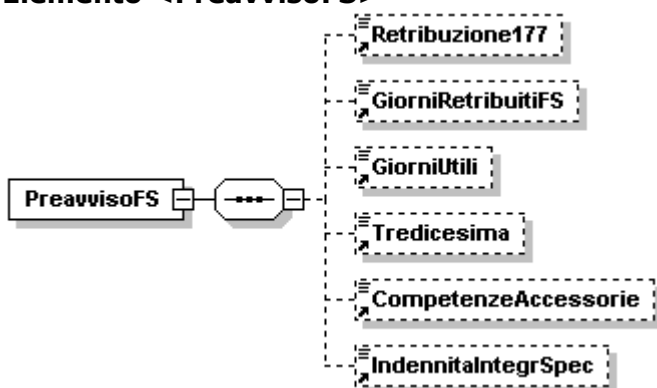 Elemento <PreavvisoFS>
Retribuzione177
GiorniRetribuitiFS
GiorniUtili
PreavvisoFS
Tredicesima
CompetenzeAccessorie
IndennitaIntegrSpec